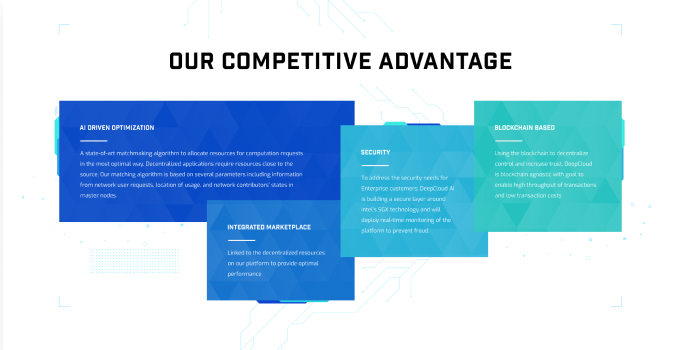 OUR COMPETITIVE ADVANTAGE
AI DRIVEN OPTIMIZATION
A state-of-art matchmaking algorithm to allocate resources for computation requests
in the most optimal way. Decentralized applications require resources close to the
source. Our matching algorithm is based on several parameters including information
from network user requests, location of usage, and network contributors' states in
master nodes.
INTEGRATED MARKETPLACE
Linked to the decentralized resources
on our platform to provide optimal
performance
SECURITY
To address the security needs for
Enterprise customers, DeepCloud AI
is building a secure layer around
Intel's SGX technology and will
deploy real-time monitoring of the
platform to prevent fraud
BLOCKCHAIN BASED
Using the blockchain to decentralize
control and increase trust, DeepCloud
is blockchain agnostic with goal to
enable high throughput of transactions
and low transaction costs